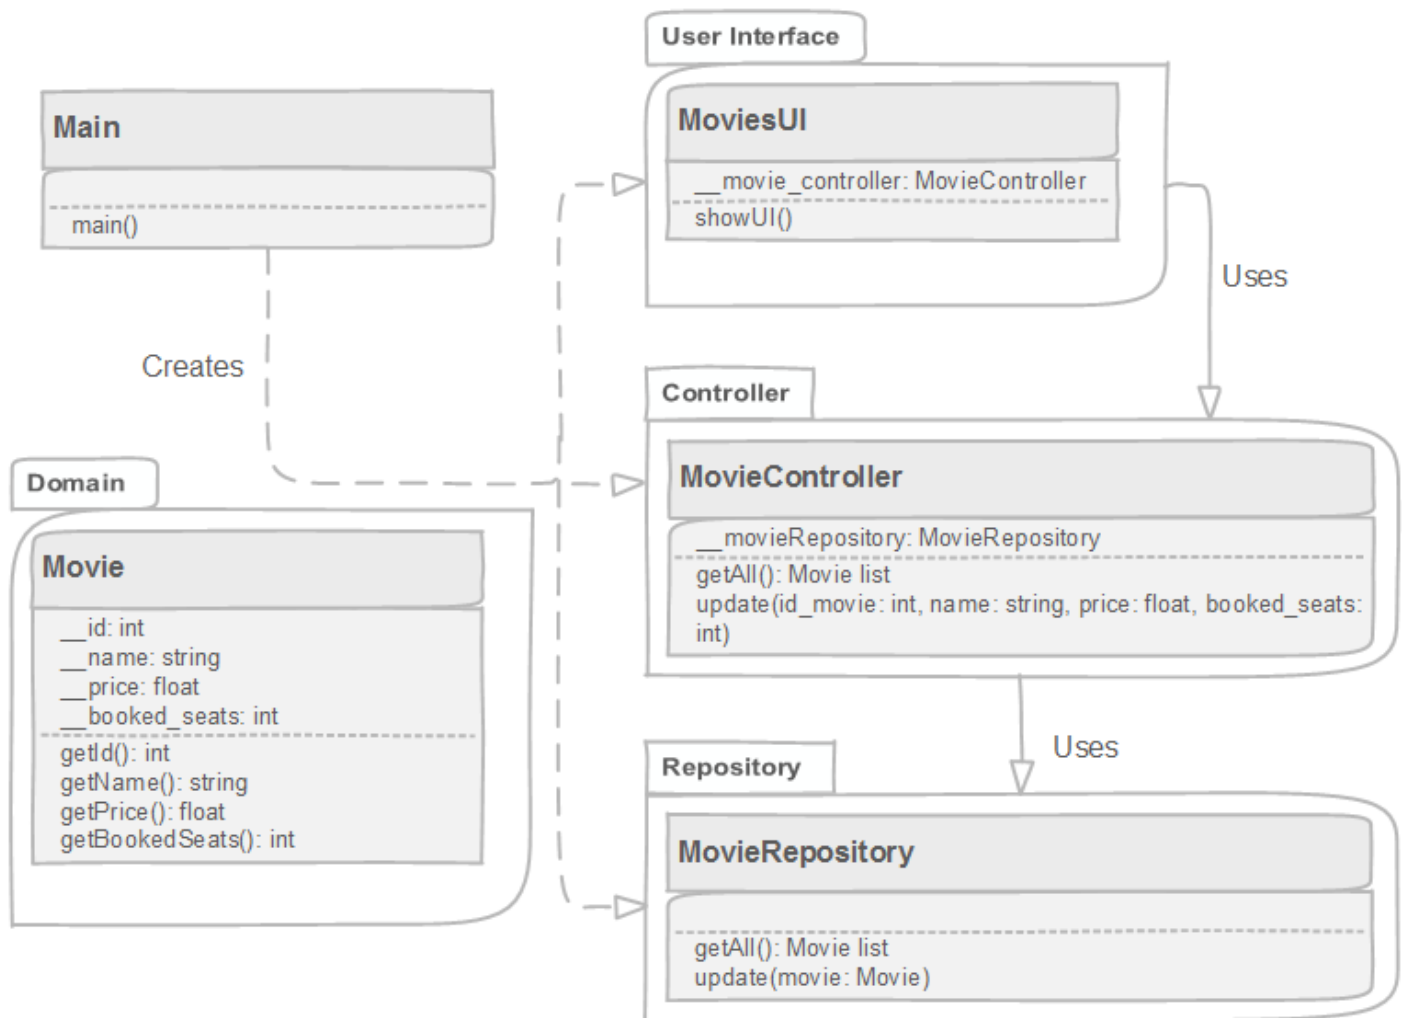 User Interface
MoviesUI
__movie_controller: MovieController
showUI()
Main
main()
Uses
Creates
Controller
MovieController
__movieRepository: MovieRepository
getAll(): Movie list
update(id_movie: int, name: string, price: float, booked_seats:
int)
Domain
Movie
__id: int
__name: string
__price: float
__booked_seats: int
getId(): int
getName(): string
getPrice(): float
getBookedSeats(): int
Uses
Repository
MovieRepository
getAll(): Movie list
update(movie: Movie)